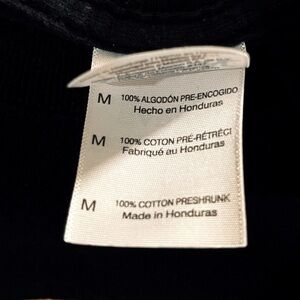 M 100% ALGODÓN PRE-ENCOGIDO
Hecho en Honduras
M 100% COTON PRÉ-RÉTRÉCI
Fabriqué au Honduras
M 100% COTTON PRESHRUNK
Made in Honduras